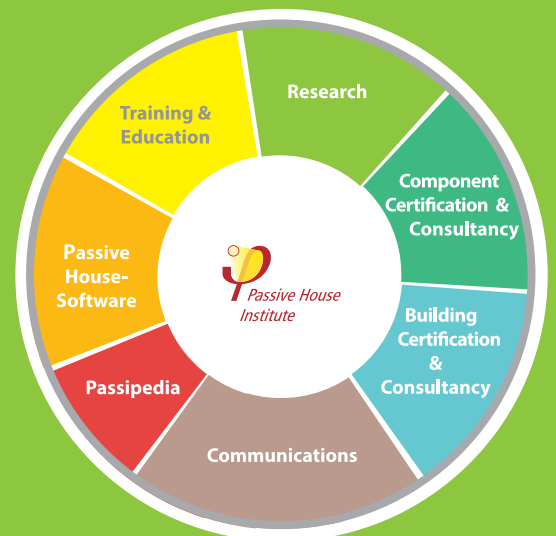 Research
Training &
Education
Component
Certification &
Consultancy
Passive
House-
Software
Passive House
Institute
Building
Certification
&
Consultancy
Passipedia
Communications